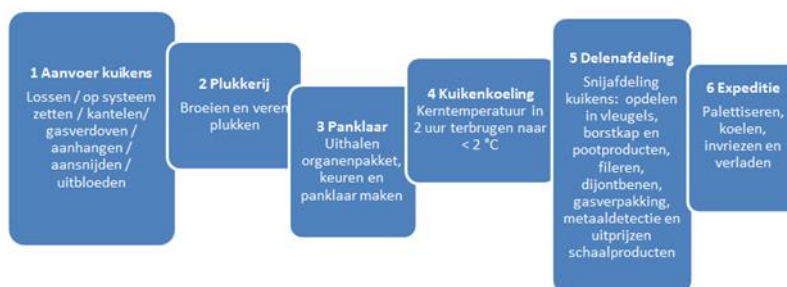 1 Aanvoer kuikens
Lossen / op systeem
zetten / kantelen/
gasverdoven /
aanhangen /
aansnijden /
uitbloeden
2 Plukkerij
Broeien en veren
plukken
3 Panklaar
Uithalen
organenpakket,
keuren en
panklaar maken
4 Kuikenkoeling
Kerntemperatuur in
2 uur terbrugen naar
< 2 °C
5 Delenafdeling
Snijafdeling
kuikens: opdelen
in vleugels,
borstkap en
pootproducten,
fileren,
dijontbenen,
gasverpakking,
metaaldetectie en
uitprijzen
schaalproducten
6 Expeditie
Palettiseren,
koelen,
invriezen en
verladen